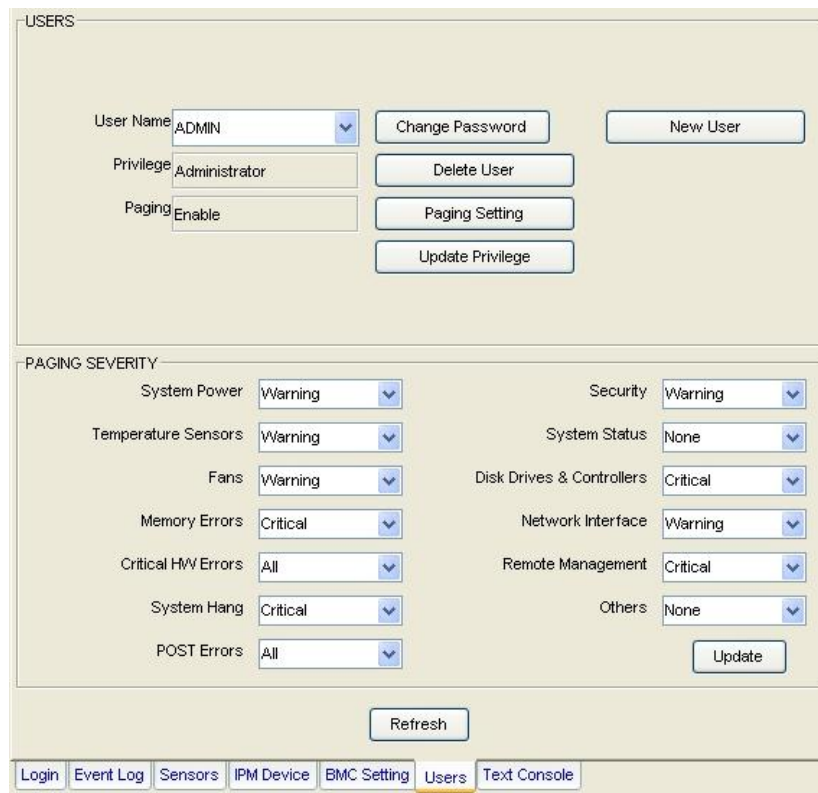 USERS
User Name ADMIN Change Password New User
Privilege Administrator Delete User
Paging Enable Paging Setting
Update Privilege
PAGING SEVERITY
System Power Warning Security Warning
Temperature Sensors Warning System Status None
Fans Warning Disk Drives & Controllers Critical
Memory Errors Critical Network Interface Warning
Critical HW Errors All Remote Management Critical
System Hang Critical Others None
POST Errors All Update
Refresh
Login Event Log Sensors IPM Device BMC Setting Users Text Console